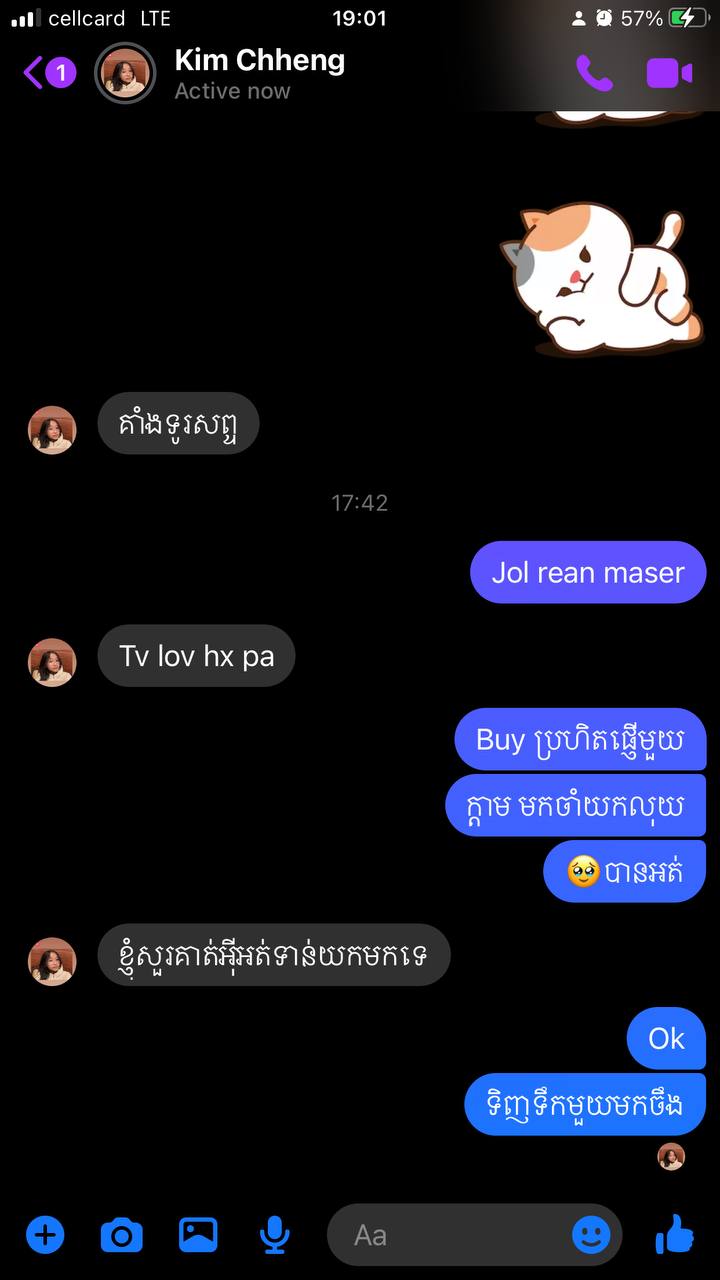 cellcard LTE 19:01 57%
1 Kim Chheng
Active now
គាំងទូរសព្ទ
17:42
Jol rean maser
Tv lov hx pa
Buy ប្រហិតផ្ញើមួយ
ក្ដាម មកចាំយកលុយ
🥹បានអត់
ខ្ញុំសួរគាត់អ៊ីអត់ទាន់យកមកទេ
Ok
ទិញទឹកមួយមកចឹង
Aa